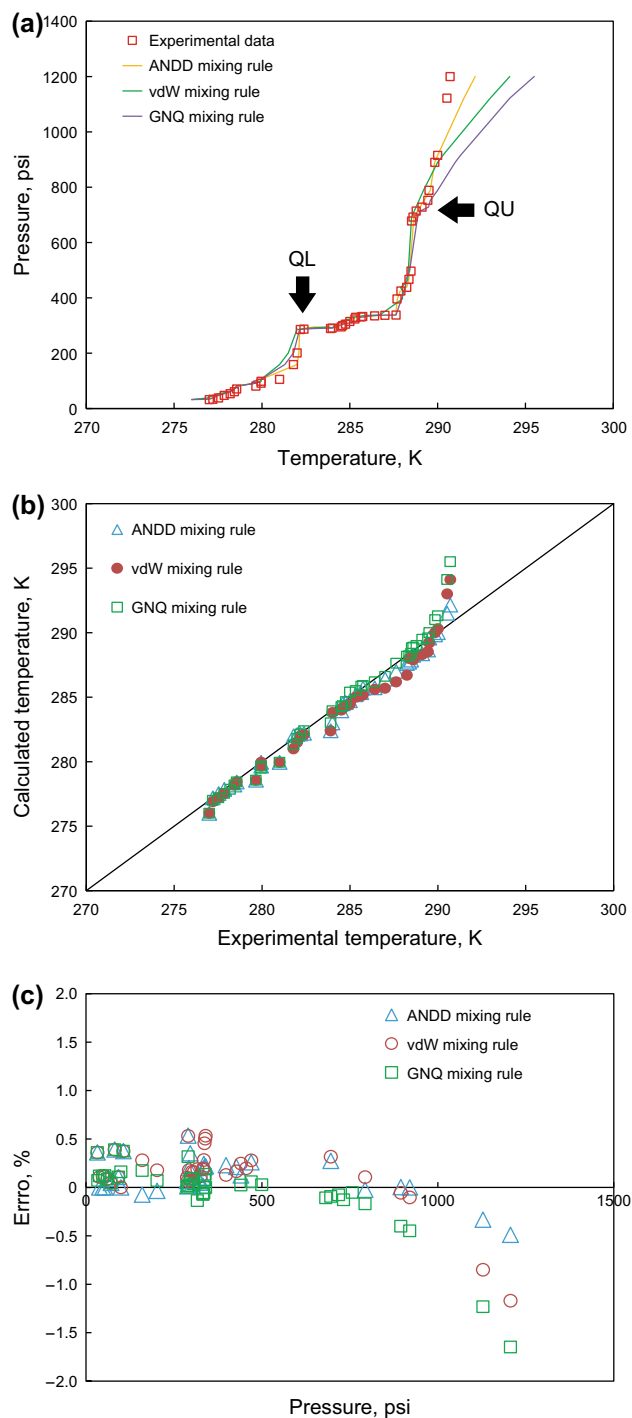 (a)
1400
1200
1000
800
600
400
200
0
Pressure, psi
Experimental data
ANDD mixing rule
vdW mixing rule
GNQ mixing rule
QL
QU
270 275 280 285 290 295 300
Temperature, K
(b)
300
295
290
285
280
275
270
Calculated temperature, K
ANDD mixing rule
vdW mixing rule
GNQ mixing rule
270 275 280 285 290 295 300
Experimental temperature, K
(c)
2.0
1.5
1.0
0.5
0
−0.5
−1.0
−1.5
−2.0
Errro, %
ANDD mixing rule
vdW mixing rule
GNQ mixing rule
0 500 1000 1500
Pressure, psi